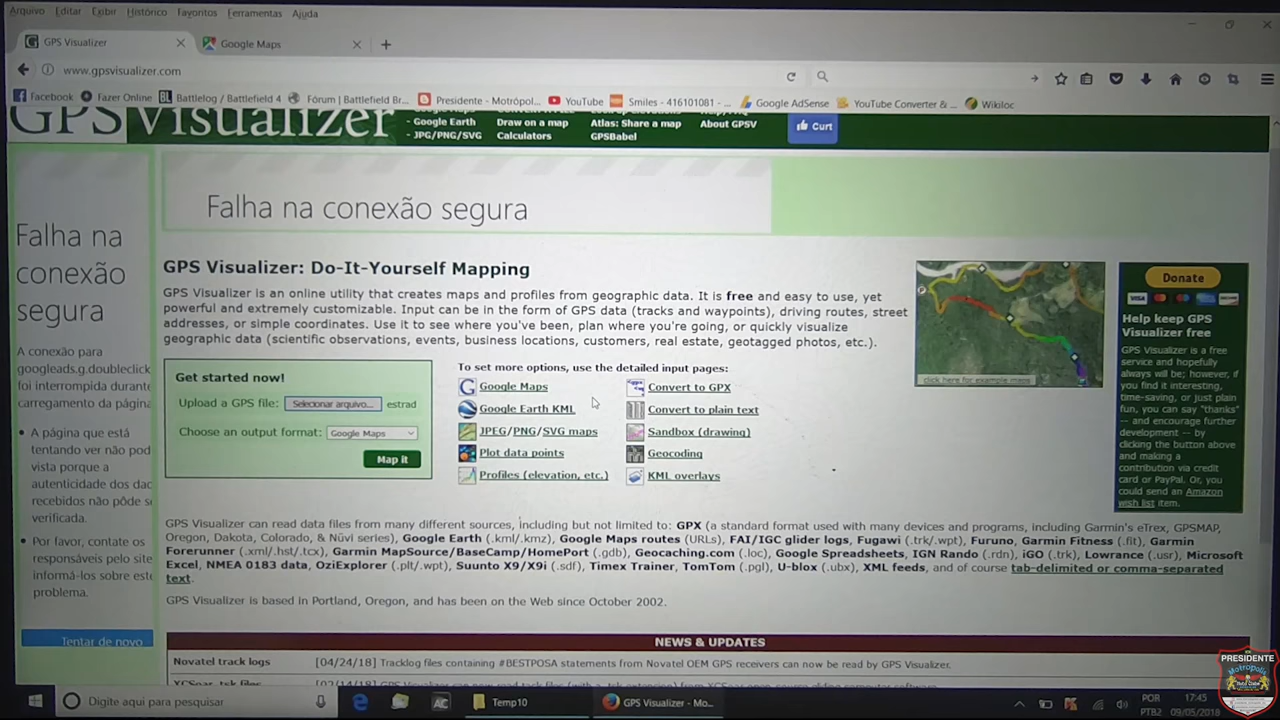 Arquivo Editar Exibir Histórico Favoritos Ferramentas Ajuda
GPS Visualizer
Google Maps
www.gpsvisualizer.com
Facebook
Fazer Online
Battlelog / Battlefield 4
Fórum | Battlefield Br...
Presidente - Metrópol...
YouTube
Smiles - 416101081 - ...
Google AdSense
YouTube Converter & ...
Wikiloc
GPS Visualizer
- Google Earth
- JPG/PNG/SVG
Draw on a map
Calculators
Atlas: Share a map
GPSBabel
About GPSV
Curt
Falha na conexão segura
Falha na
conexão
segura
A conexão para
googleads.g.doubleclick
foi interrompida durante
carregamento da página
A página que está
tentando ver não pod
vista porque a
autenticidade dos dac
recebidos não pôde se
verificada.
Por favor, contate os
responsáveis pelo site
informá-los sobre este
problema.
Tentar de novo
GPS Visualizer: Do-It-Yourself Mapping
GPS Visualizer is an online utility that creates maps and profiles from geographic data. It is free and easy to use, yet
powerful and extremely customizable. Input can be in the form of GPS data (tracks and waypoints), driving routes, street
addresses, or simple coordinates. Use it to see where you've been, plan where you're going, or quickly visualize
geographic data (scientific observations, events, business locations, customers, real estate, geotagged photos, etc.).
Get started now!
Upload a GPS file: Selecionar arquivo... estrad
Choose an output format: Google Maps
Map it
To set more options, use the detailed input pages:
Google Maps
Google Earth KML
JPEG/PNG/SVG maps
Plot data points
Profiles (elevation, etc.)
Convert to GPX
Convert to plain text
Sandbox (drawing)
Geocoding
KML overlays
click here for example maps
Donate
VISA
Help keep GPS
Visualizer free
GPS Visualizer is a free
service and hopefully
always will be; however, if
you find it interesting,
time-saving, or just plain
fun, you can say "thanks"
-- and encourage further
development -- by
clicking the button above
and making a
contribution via credit
card or PayPal. Or, you
could send an Amazon
wish list item.
GPS Visualizer can read data files from many different sources, including but not limited to: GPX (a standard format used with many devices and programs, including Garmin's eTrex, GPSMAP,
Oregon, Dakota, Colorado, & Nüvi series), Google Earth (.kml/.kmz), Google Maps routes (URLs), FAI/IGC glider logs, Fugawi (.trk/.wpt), Furuno, Garmin Fitness (.fit), Garmin
Forerunner (.xml/.hst/.tcx), Garmin MapSource/BaseCamp/HomePort (.gdb), Geocaching.com (.loc), Google Spreadsheets, IGN Rando (.rdn), iGO (.trk), Lowrance (.usr), Microsoft
Excel, NMEA 0183 data, OziExplorer (.plt/.wpt), Suunto X9/X9i (.sdf), Timex Trainer, TomTom (.pgl), U-blox (.ubx), XML feeds, and of course tab-delimited or comma-separated
text.
GPS Visualizer is based in Portland, Oregon, and has been on the Web since October 2002.
NEWS & UPDATES
Novatel track logs [04/24/18] Tracklog files containing #BESTPOSA statements from Novatel OEM GPS receivers can now be read by GPS Visualizer.
Digite aqui para pesquisar
Temp10
GPS Visualizer - Mo...
POR
PTB2
17:45
09/05/2018
PRESIDENTE
Metropolis